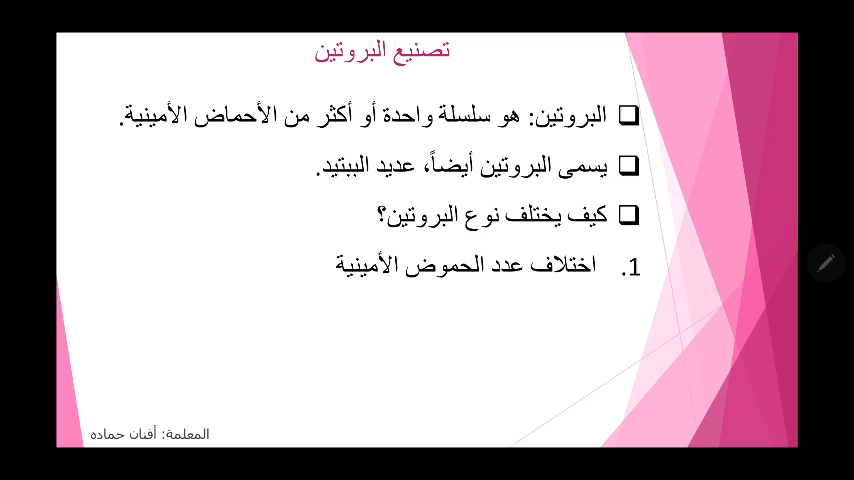 تصنيع البروتين
البروتين: هو سلسلة واحدة أو أكثر من الأحماض الأمينية.
يسمى البروتين أيضاً، عديد الببتيد.
كيف يختلف نوع البروتين؟
1. اختلاف عدد الحموض الأمينية
المعلمة: أفنان حماده